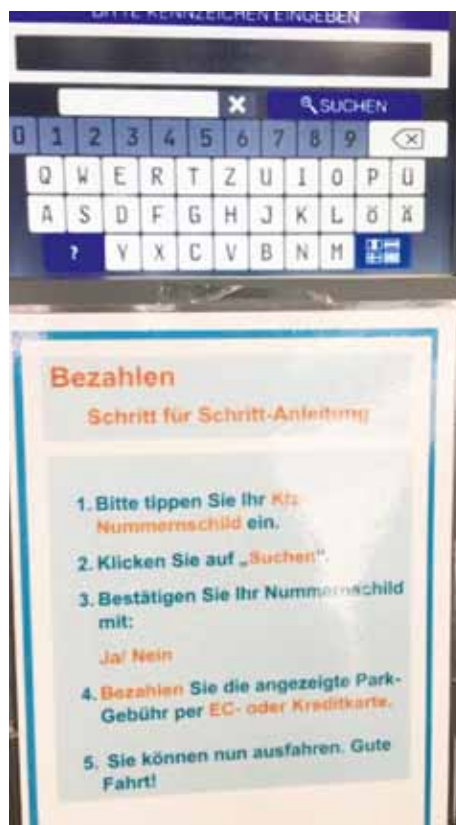 BITTE KENNZEICHEN EINGEBEN
SUCHEN
0 1 2 3 4 5 6 7 8 9
Q W E R T Z U I O P Ü
A S D F G H J K L Ö Ä
? Y X C V B N M
Bezahlen
Schritt für Schritt-Anleitung
1. Bitte tippen Sie Ihr Kfz
Nummernschild ein.
2. Klicken Sie auf „Suchen“.
3. Bestätigen Sie Ihr Nummernschild
mit:
Ja/ Nein
4. Bezahlen Sie die angezeigte Park-
Gebühr per EC- oder Kreditkarte.
5. Sie können nun ausfahren. Gute
Fahrt!